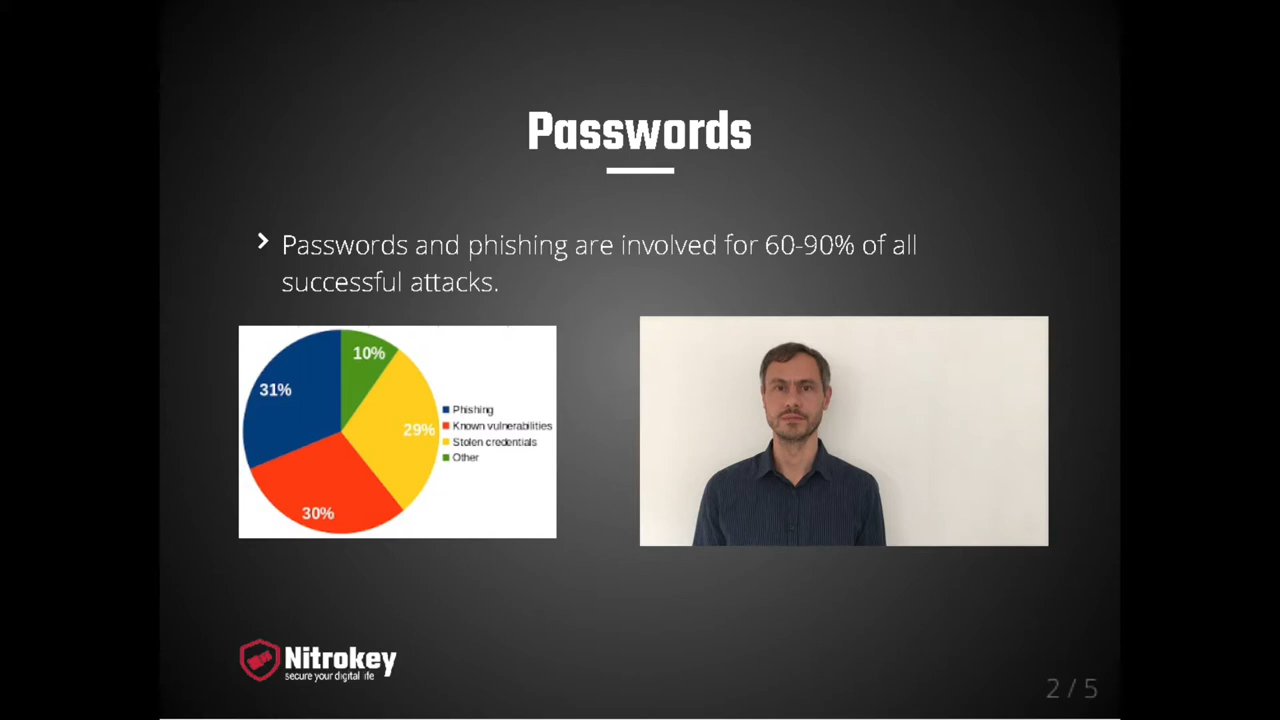 Passwords
Passwords and phishing are involved for 60-90% of all
successful attacks.
10%
31%
29%
30%
Phishing
Known vulnerabilities
Stolen credentials
Other
Nitrokey
secure your digital life
2 / 5